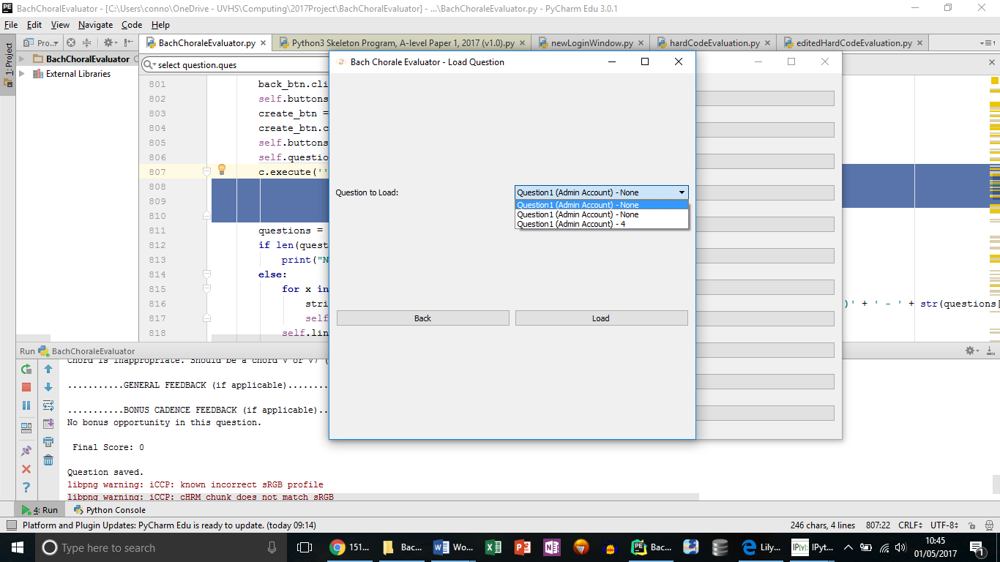 BachChoralEvaluator - [C:\Users\conno\OneDrive - UVHS\Computing\2017Project\BachChoralEvaluator] - ...\BachChoraleEvaluator.py - PyCharm Edu 3.0.1
File Edit View Navigate Code Help
1: Project
Pro...
BachChoraleEvaluator.py
Python3 Skeleton Program, A-level Paper 1, 2017 (v1.0).py
newLoginWindow.py
hardCodeEvaluation.py
editedHardCodeEvaluation.py
BachChoralEvaluator
External Libraries
select question.ques
Bach Chorale Evaluator - Load Question
801 back_btn.cli
802 self.buttons
803 create_btn =
804 create_btn.c
805 self.buttons
806 self.questio
807 c.execute(''
808
809
810
811 questions =
812 if len(quest
813 print("N
814 else:
815 for x in
816 stri
)' + ' - ' + str(questions[
817 self
818 self.lin
Question to Load:
Question1 (Admin Account) - None
Question1 (Admin Account) - None
Question1 (Admin Account) - None
Question1 (Admin Account) - 4
Back
Load
Run BachChoraleEvaluator
Chord is inappropriate. Should be a chord V or V7 (
...........GENERAL FEEDBACK (if applicable)........
...........BONUS CADENCE FEEDBACK (if applicable)..
No bonus opportunity in this question.
Final Score: 0
Question saved.
libpng warning: iCCP: known incorrect sRGB profile
libpng warning: iCCP: cHRM chunk does not match sRGB
4: Run Python Console
Platform and Plugin Updates: PyCharm Edu is ready to update. (today 09:14)
246 chars, 4 lines 807:22 CRLF UTF-8
Type here to search
151...
Bac...
Wo...
Bac...
Lily...
IPyt...
10:45
01/05/2017